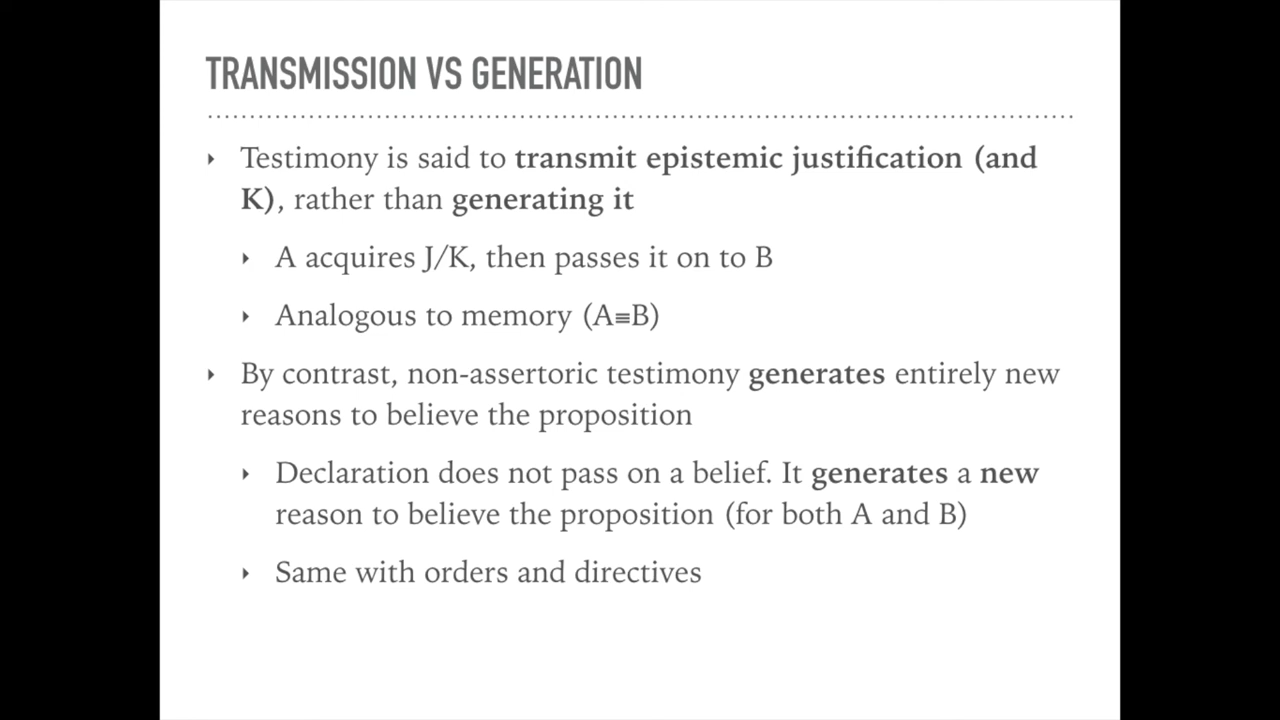 TRANSMISSION VS GENERATION
‣ Testimony is said to transmit epistemic justification (and
K), rather than generating it
‣ A acquires J/K, then passes it on to B
‣ Analogous to memory (A≡B)
‣ By contrast, non-assertoric testimony generates entirely new
reasons to believe the proposition
‣ Declaration does not pass on a belief. It generates a new
reason to believe the proposition (for both A and B)
‣ Same with orders and directives